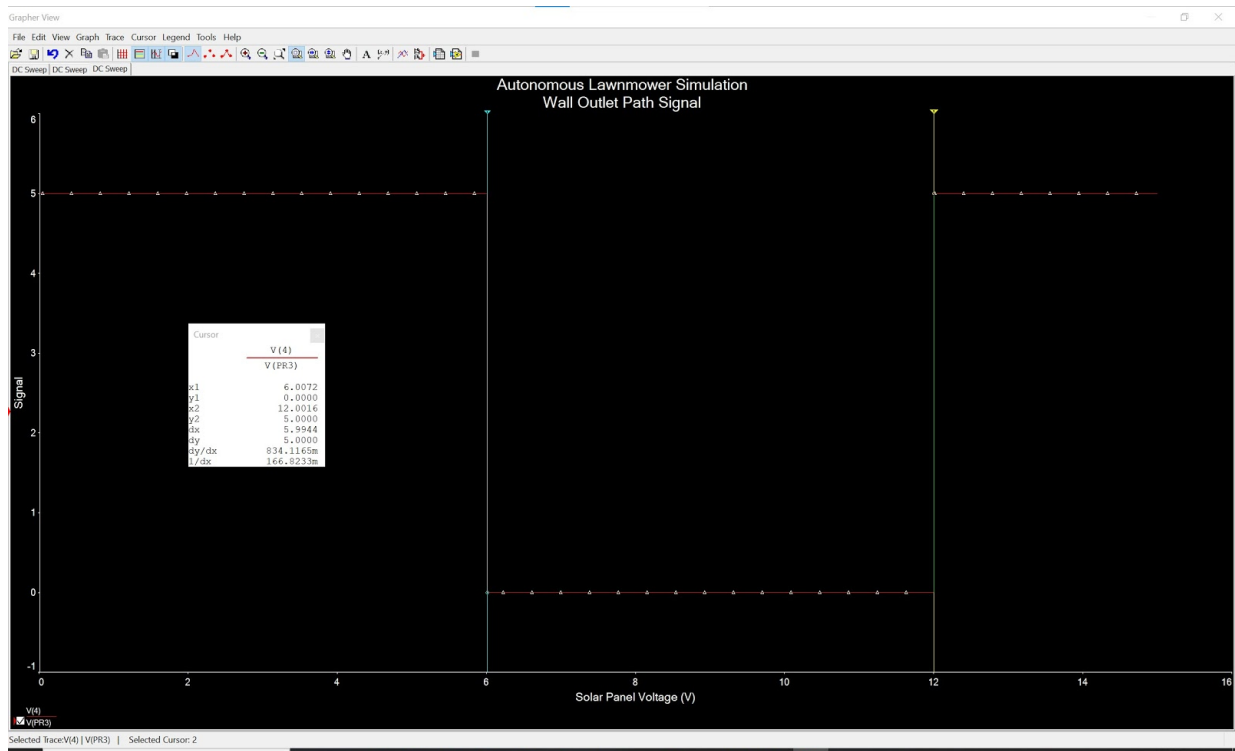 Grapher View
File Edit View Graph Trace Cursor Legend Tools Help
DC Sweep DC Sweep DC Sweep
Autonomous Lawnmower Simulation
Wall Outlet Path Signal
6
5
4
3
2
1
0
-1
Signal
Cursor
V(4)
V(PR3)
x1 6.0072
y1 0.0000
x2 12.0016
y2 5.0000
dx 5.9944
dy 5.0000
dy/dx 834.1165m
1/dx 166.8233m
0 2 4 6 8 10 12 14 16
Solar Panel Voltage (V)
V(4)
V(PR3)
Selected Trace:V(4) | V(PR3) | Selected Cursor: 2